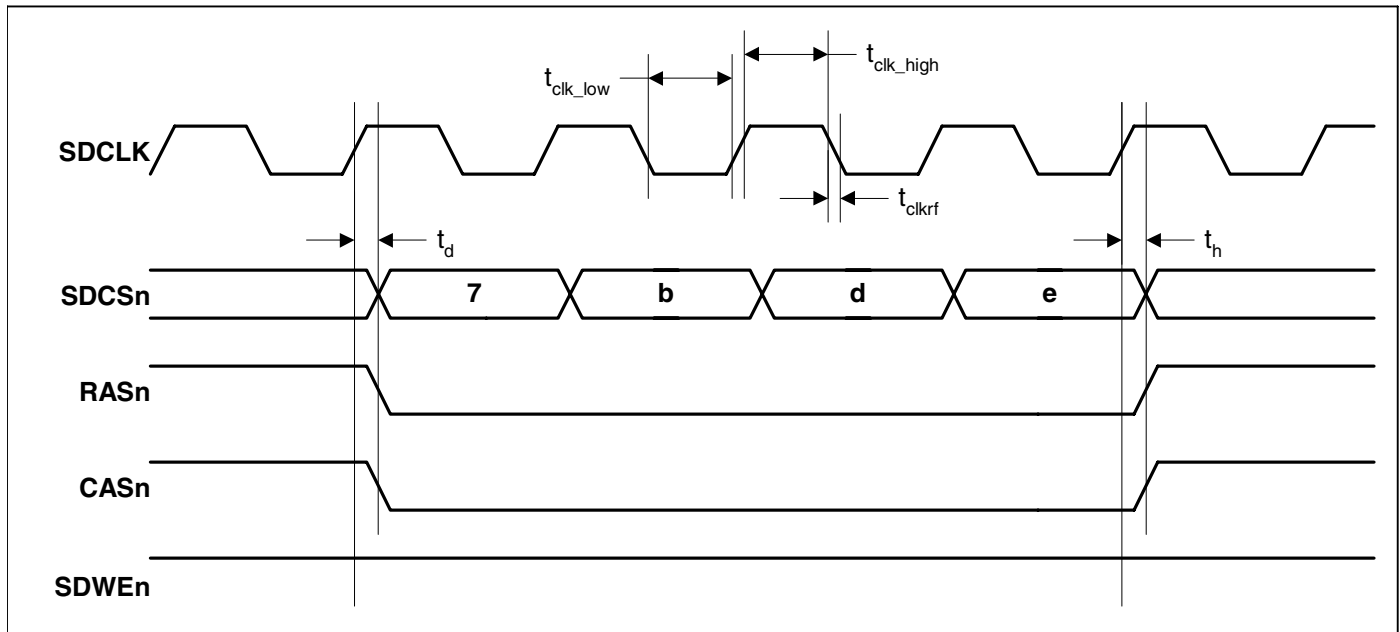 t_clk_high
t_clk_low
SDCLK
t_clkrf
t_d
t_h
SDCSn 7 b d e
RASn
CASn
SDWEn